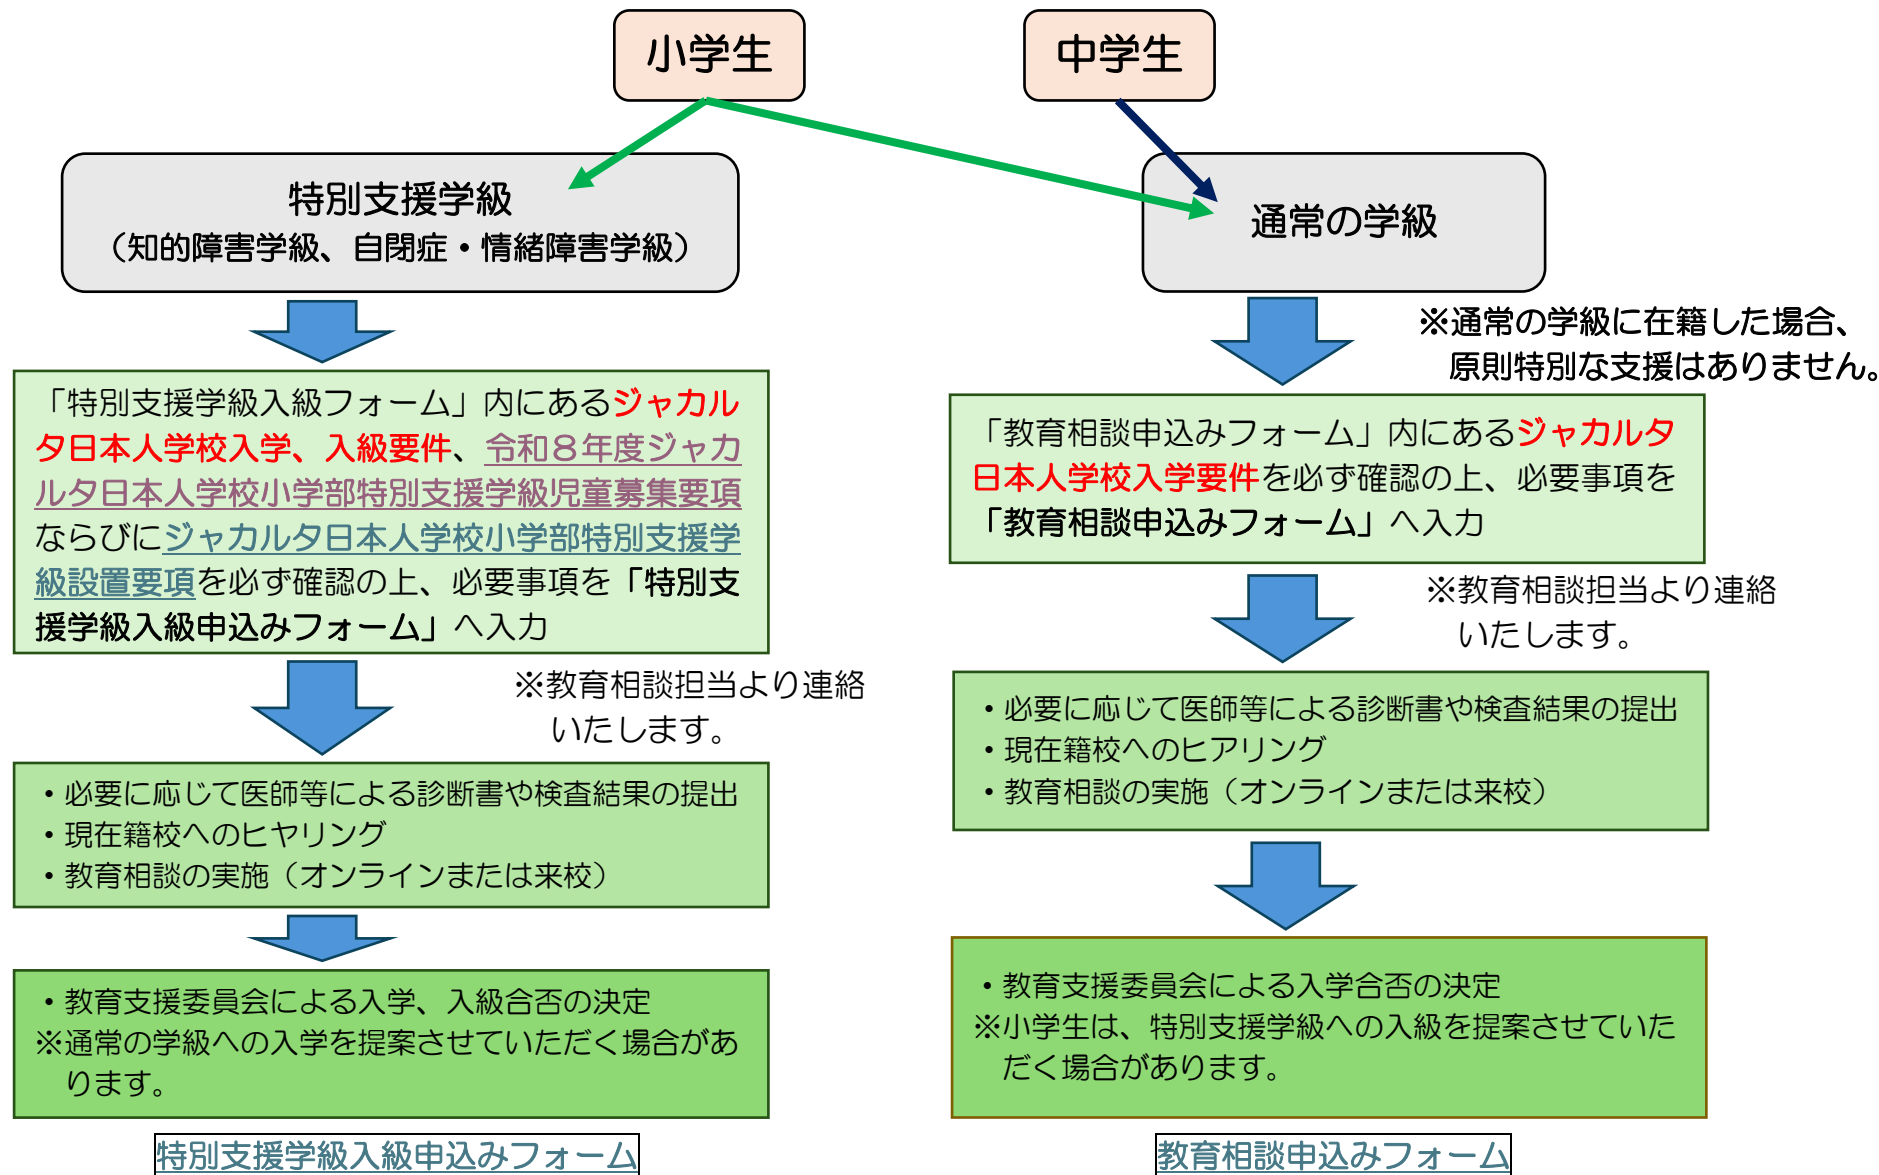 小学生
中学生
特別支援学級
（知的障害学級、自閉症・情緒障害学級）
「特別支援学級入級フォーム」内にあるジャカル
タ日本人学校入学、入級要件、令和８年度ジャカ
ルタ日本人学校小学部特別支援学級児童募集要項
ならびにジャカルタ日本人学校小学部特別支援学
級設置要項を必ず確認の上、必要事項を「特別支
援学級入級申込みフォーム」へ入力
※教育相談担当より連絡
いたします。
・必要に応じて医師等による診断書や検査結果の提出
・現在籍校へのヒヤリング
・教育相談の実施（オンラインまたは来校）
・教育支援委員会による入学、入級合否の決定
※通常の学級への入学を提案させていただく場合があ
ります。
特別支援学級入級申込みフォーム
通常の学級
※通常の学級に在籍した場合、
原則特別な支援はありません。
「教育相談申込みフォーム」内にあるジャカルタ
日本人学校入学要件を必ず確認の上、必要事項を
「教育相談申込みフォーム」へ入力
※教育相談担当より連絡
いたします。
・必要に応じて医師等による診断書や検査結果の提出
・現在籍校へのヒアリング
・教育相談の実施（オンラインまたは来校）
・教育支援委員会による入学合否の決定
※小学生は、特別支援学級への入級を提案させていた
だく場合があります。
教育相談申込みフォーム